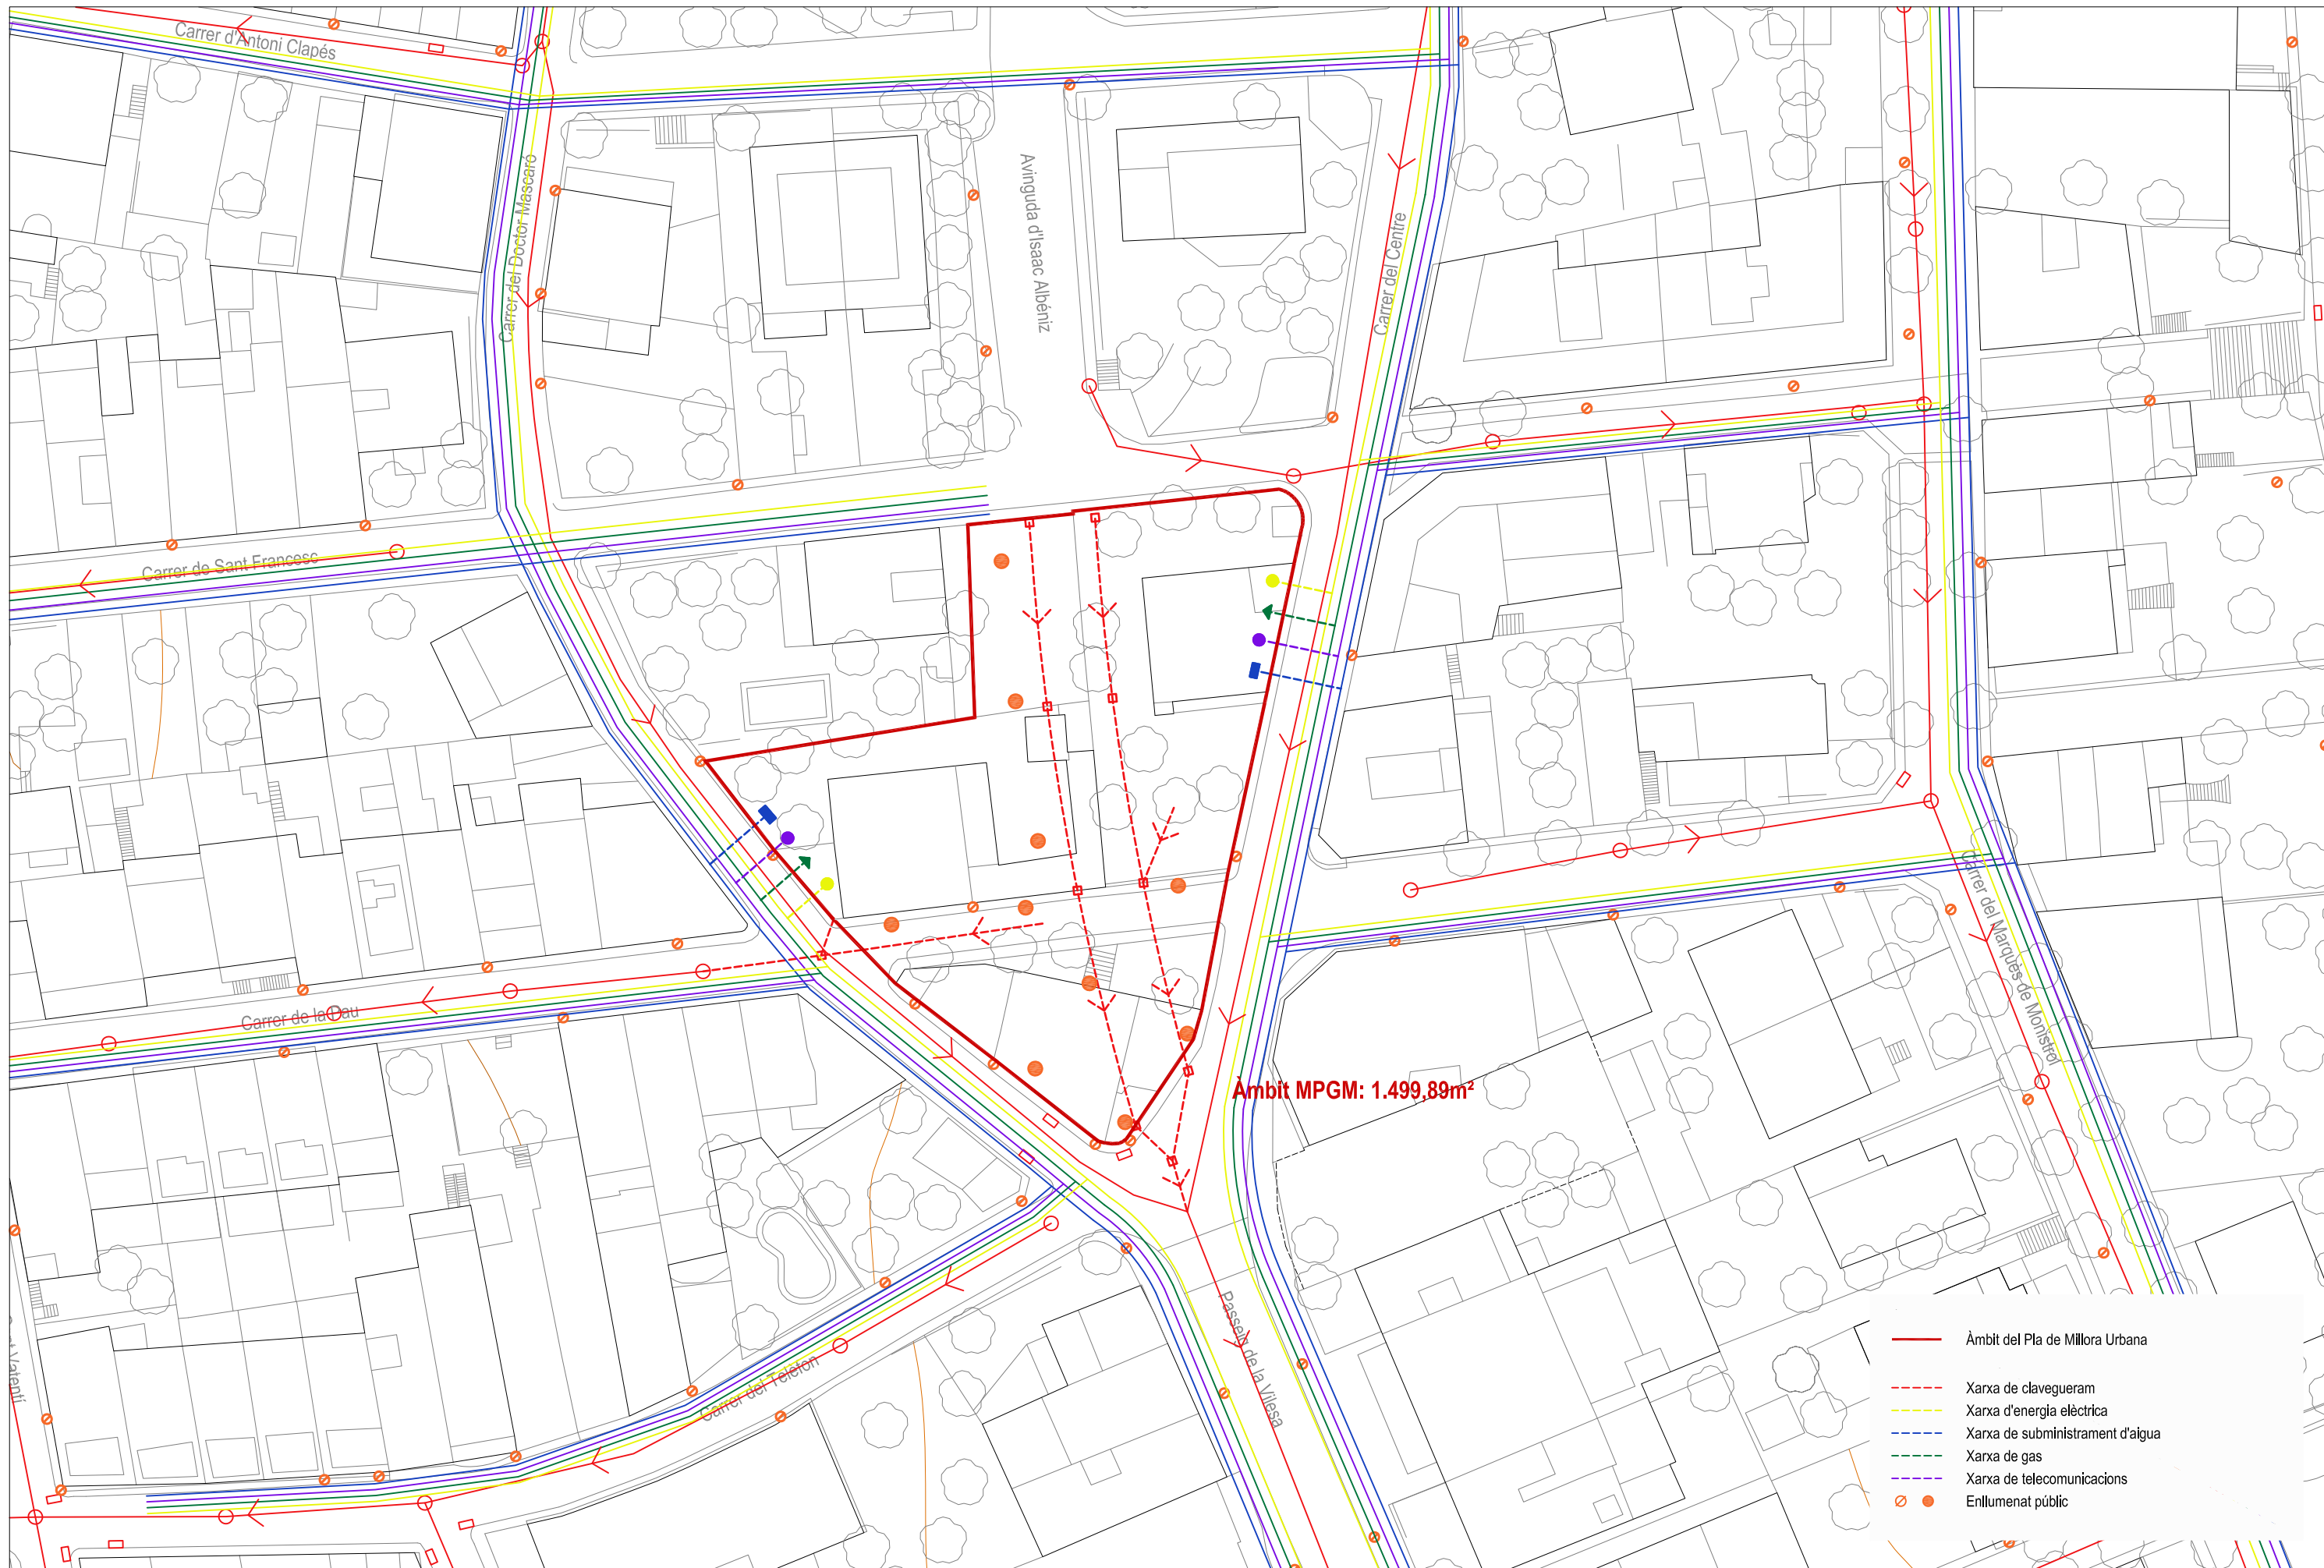 Carrer d'Antoni Clapés
Carrer del Doctor Mascaró
Avinguda d'Isaac Albéniz
Carrer del Centre
Carrer de Sant Francesc
Carrer del Marquès de Monistrol
Carrer de la Dau
Àmbit MPGM: 1.499,89m²
Passeig de la Vilesa
Carrer del Telèfon
Valentí
Àmbit del Pla de Millora Urbana
Xarxa de clavegueram
Xarxa d'energia elèctrica
Xarxa de subministrament d'aigua
Xarxa de gas
Xarxa de telecomunicacions
Enllumenat públic